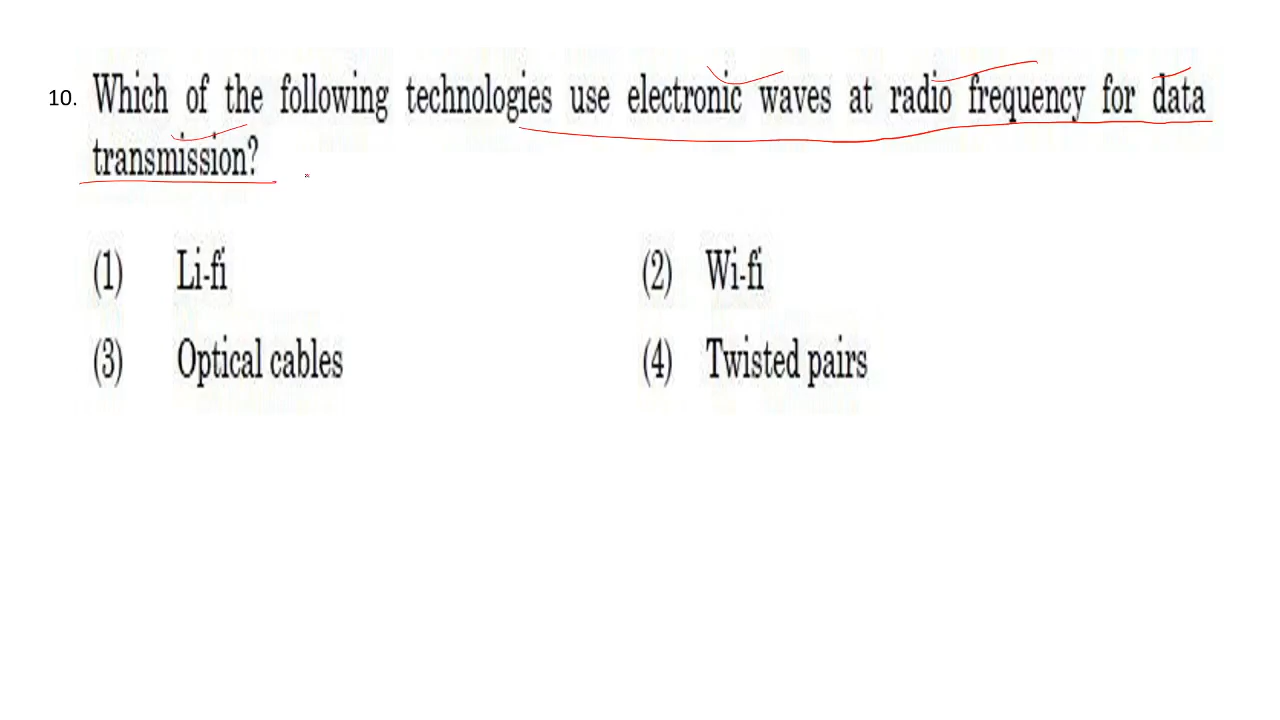 10. Which of the following technologies use electronic waves at radio frequency for data
transmission?
(1) Li-fi (2) Wi-fi
(3) Optical cables (4) Twisted pairs